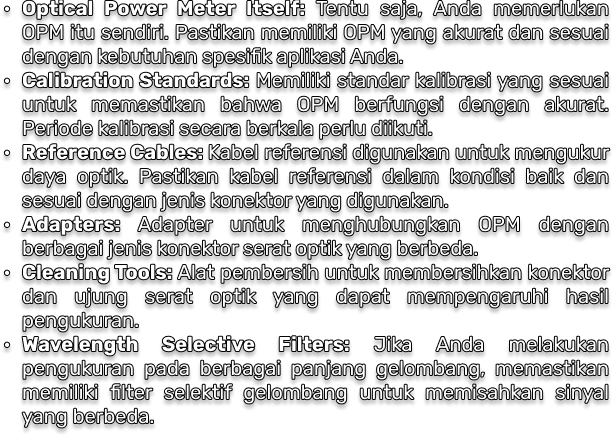 • Optical Power Meter Itself: Tentu saja, Anda memerlukan
OPM itu sendiri. Pastikan memiliki OPM yang akurat dan sesuai
dengan kebutuhan spesifik aplikasi Anda.
• Calibration Standards: Memiliki standar kalibrasi yang sesuai
untuk memastikan bahwa OPM berfungsi dengan akurat.
Periode kalibrasi secara berkala perlu diikuti.
• Reference Cables: Kabel referensi digunakan untuk mengukur
daya optik. Pastikan kabel referensi dalam kondisi baik dan
sesuai dengan jenis konektor yang digunakan.
• Adapters: Adapter untuk menghubungkan OPM dengan
berbagai jenis konektor serat optik yang berbeda.
• Cleaning Tools: Alat pembersih untuk membersihkan konektor
dan ujung serat optik yang dapat mempengaruhi hasil
pengukuran.
• Wavelength Selective Filters: Jika Anda melakukan
pengukuran pada berbagai panjang gelombang, memastikan
memiliki filter selektif gelombang untuk memisahkan sinyal
yang berbeda.